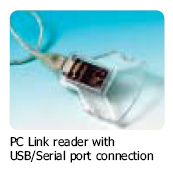 PC Link reader with
USB/Serial port connection